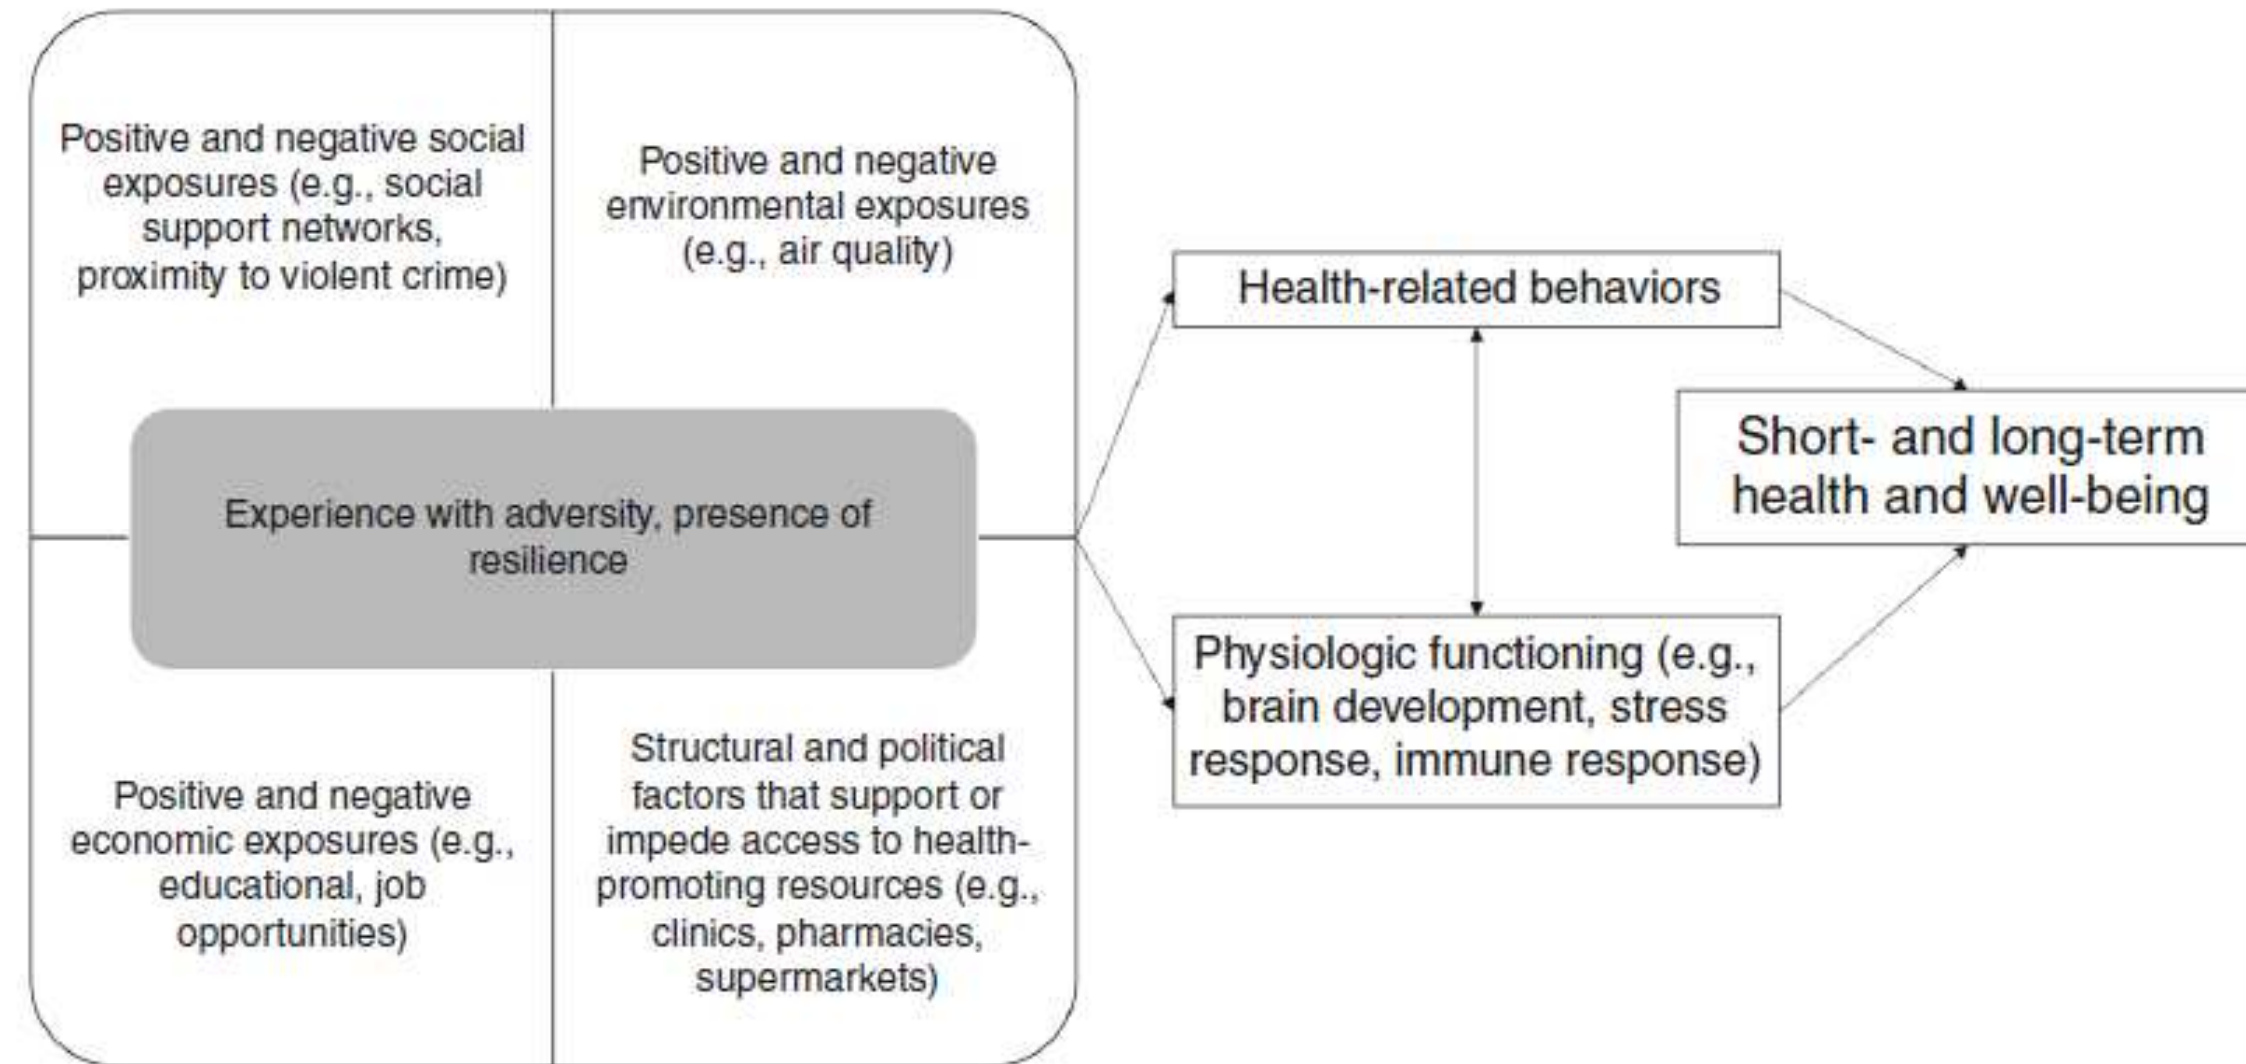 Positive and negative social
exposures (e.g., social
support networks,
proximity to violent crime)
Positive and negative
environmental exposures
(e.g., air quality)
Experience with adversity, presence of
resilience
Positive and negative
economic exposures (e.g.,
educational, job
opportunities)
Structural and political
factors that support or
impede access to health-
promoting resources (e.g.,
clinics, pharmacies,
supermarkets)
Health-related behaviors
Physiologic functioning (e.g.,
brain development, stress
response, immune response)
Short- and long-term
health and well-being